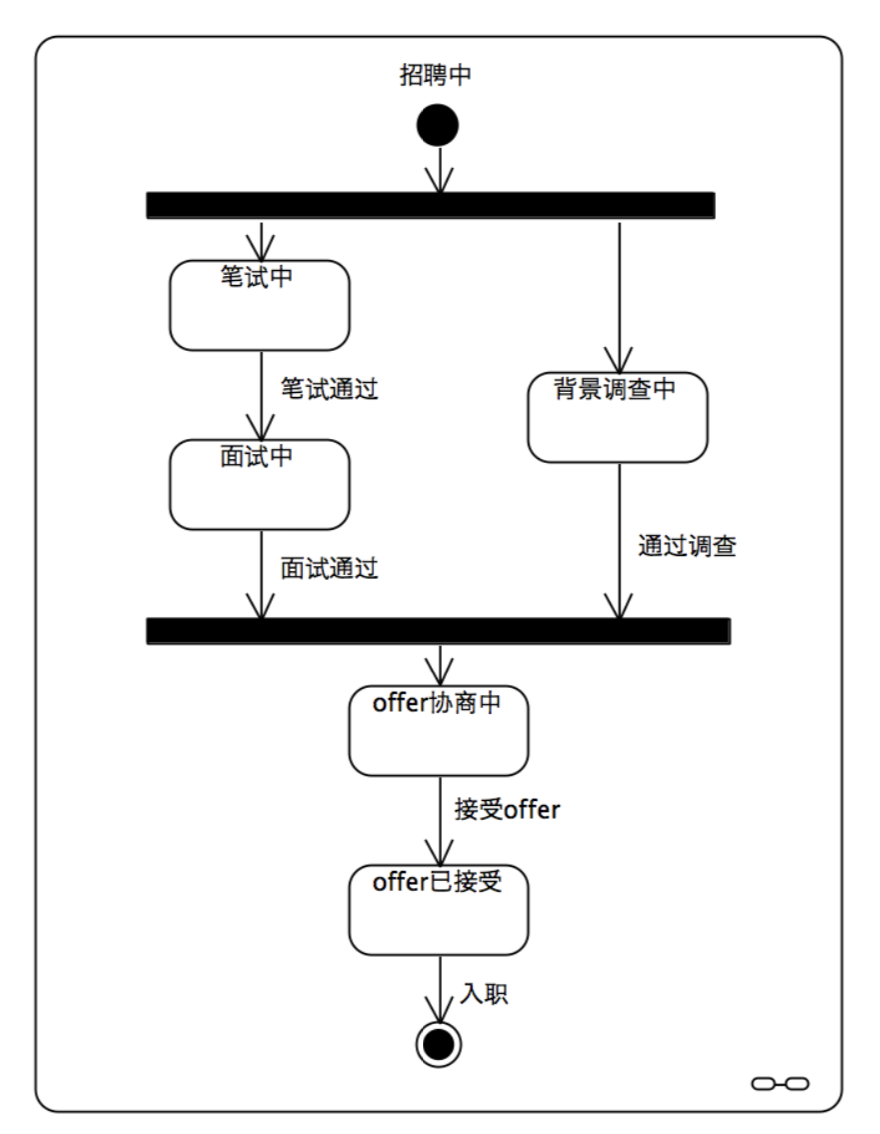 招聘中
笔试中
笔试通过
背景调查中
面试中
面试通过
通过调查
offer协商中
接受offer
offer已接受
入职